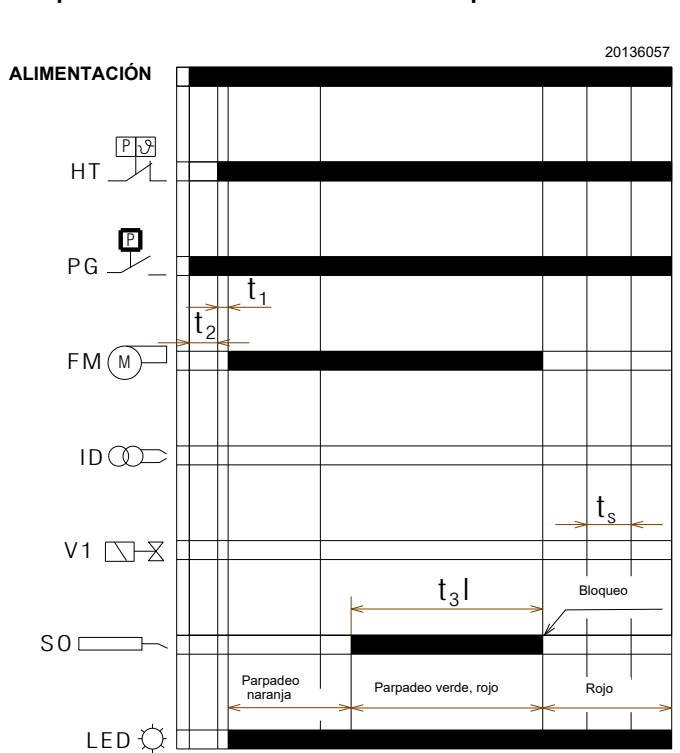 20136057
ALIMENTACIÓN
P ϑ
HT
P
PG
t1
t2
FM M
ID
ts
V1
t3l
Bloqueo
SO
Parpadeo
naranja
Parpadeo verde, rojo
Rojo
LED